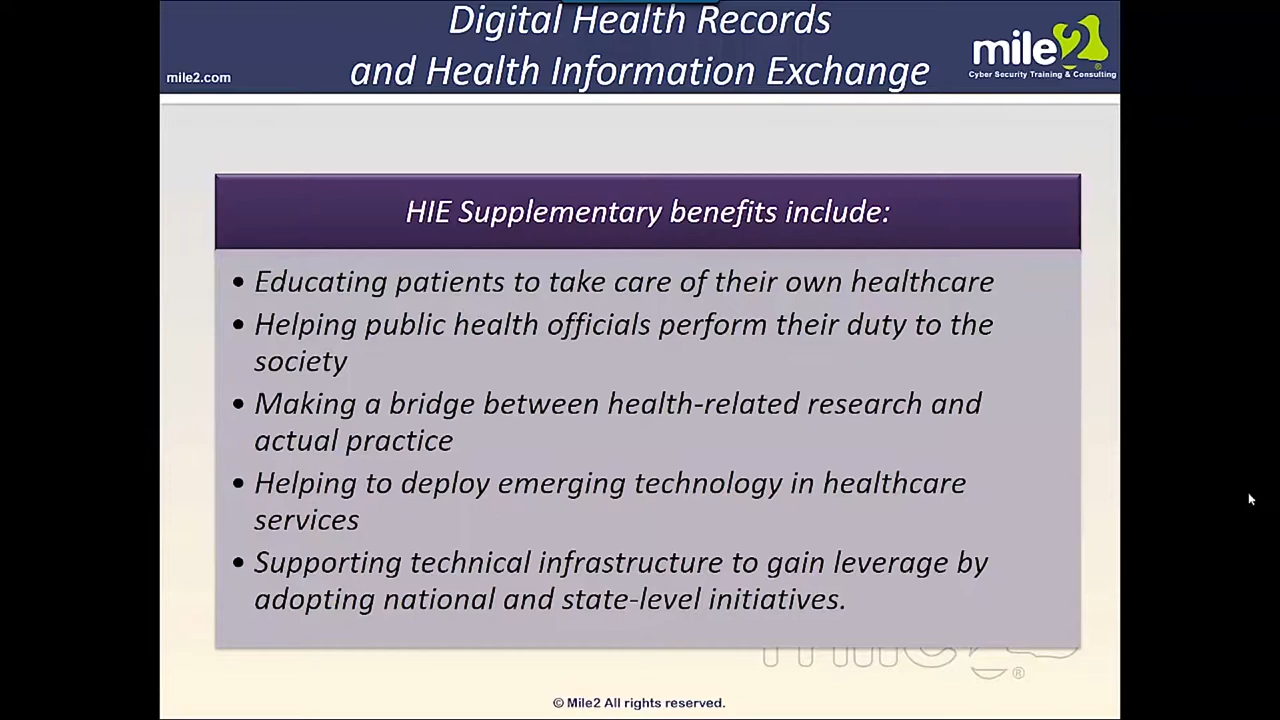 Digital Health Records
and Health Information Exchange
mile2.com
mile2
Cyber Security Training & Consulting
HIE Supplementary benefits include:
• Educating patients to take care of their own healthcare
• Helping public health officials perform their duty to the
society
• Making a bridge between health-related research and
actual practice
• Helping to deploy emerging technology in healthcare
services
• Supporting technical infrastructure to gain leverage by
adopting national and state-level initiatives.
mile2®
© Mile2 All rights reserved.